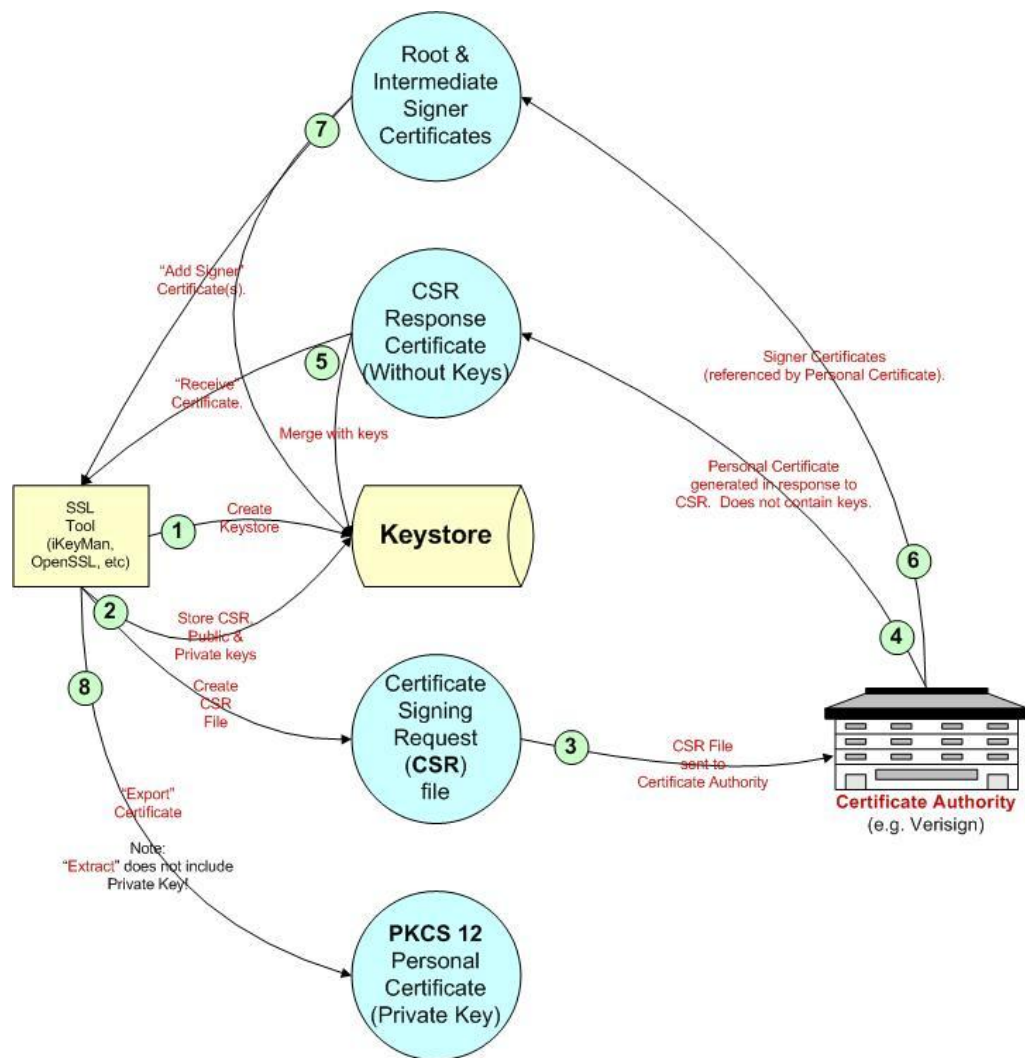 Root &
Intermediate
Signer
Certificates
7
“Add Signer”
Certificate(s).
CSR
Response
Certificate
(Without Keys)
5
Signer Certificates
(referenced by Personal Certificate).
“Receive”
Certificate.
Merge with keys
Personal Certificate
generated in response to
CSR. Does not contain keys.
SSL
Tool
(iKeyMan,
OpenSSL, etc)
1
Create
Keystore
Keystore
6
2
Store CSR,
Public &
Private keys
4
8
Create
CSR
File
Certificate
Signing
Request
(CSR)
file
3
CSR File
sent to
Certificate Authority
Certificate Authority
(e.g. Verisign)
“Export”
Certificate
Note:
“Extract” does not include
Private Key!
PKCS 12
Personal
Certificate
(Private Key)